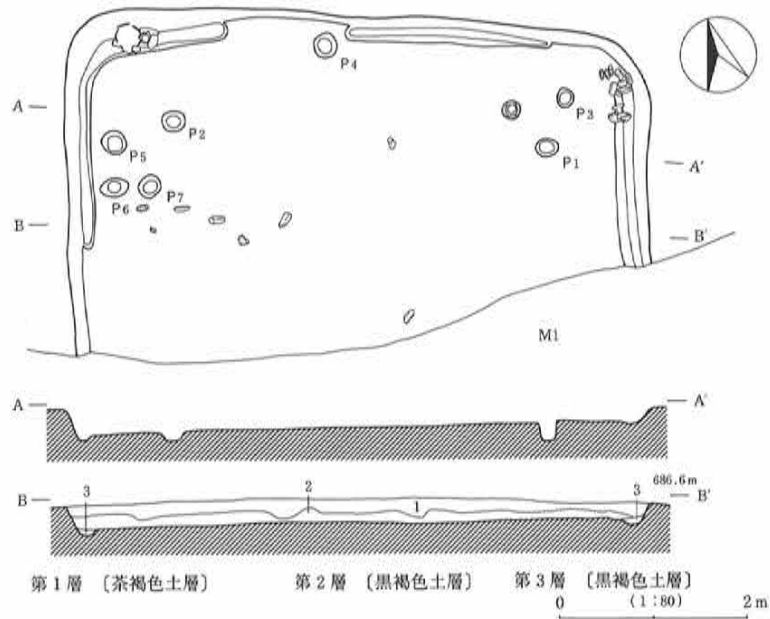 P4
A
P3
P2
P5
P1
A'
P6
P7
B
B'
M1
A
A'
686.6m
B
3
2
1
3
B'
第1層 〔茶褐色土層〕 第2層 〔黒褐色土層〕 第3層 〔黒褐色土層〕
0 (1:80) 2m